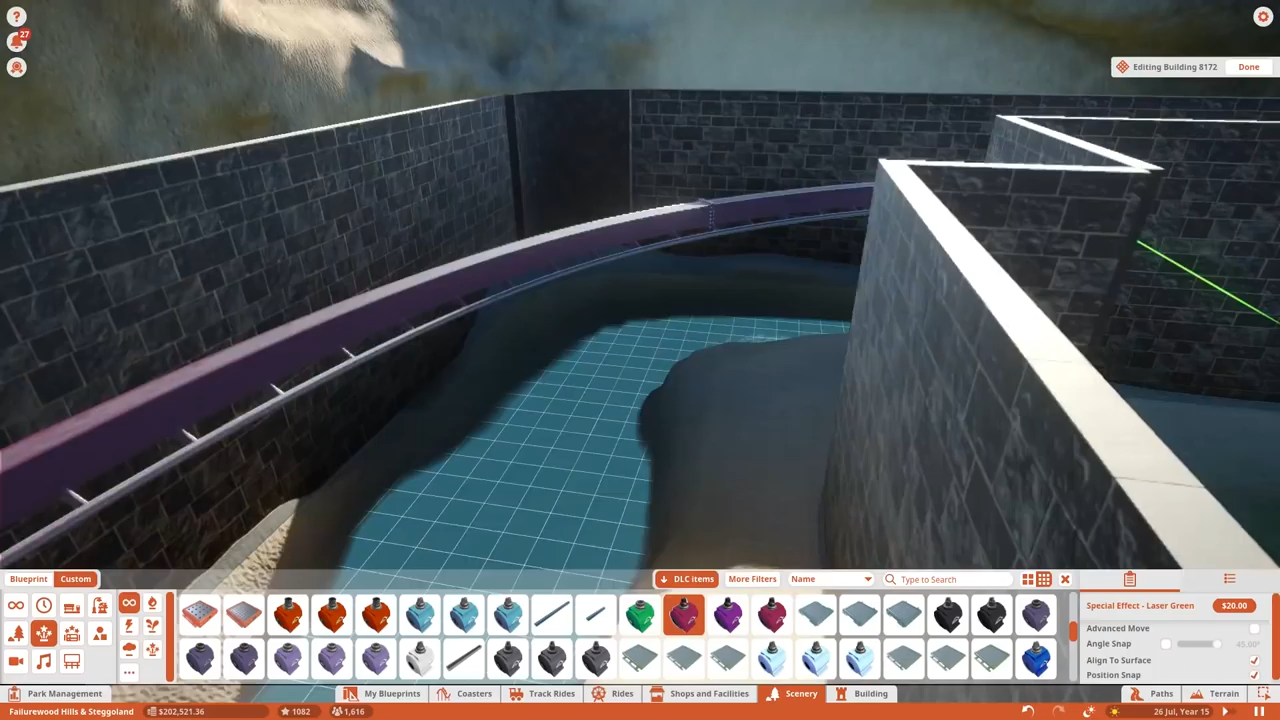 ?
27
Editing Building 8172
Done
Blueprint
Custom
DLC items
More Filters
Name
Type to Search
Special Effect - Laser Green
$20.00
Advanced Move
Angle Snap
45.00°
Align To Surface
Position Snap
Park Management
My Blueprints
Coasters
Track Rides
Rides
Shops and Facilities
Scenery
Building
Paths
Terrain
Failurewood Hills & Steggoland
$202,521.36
1082
1,616
26 Jul, Year 15